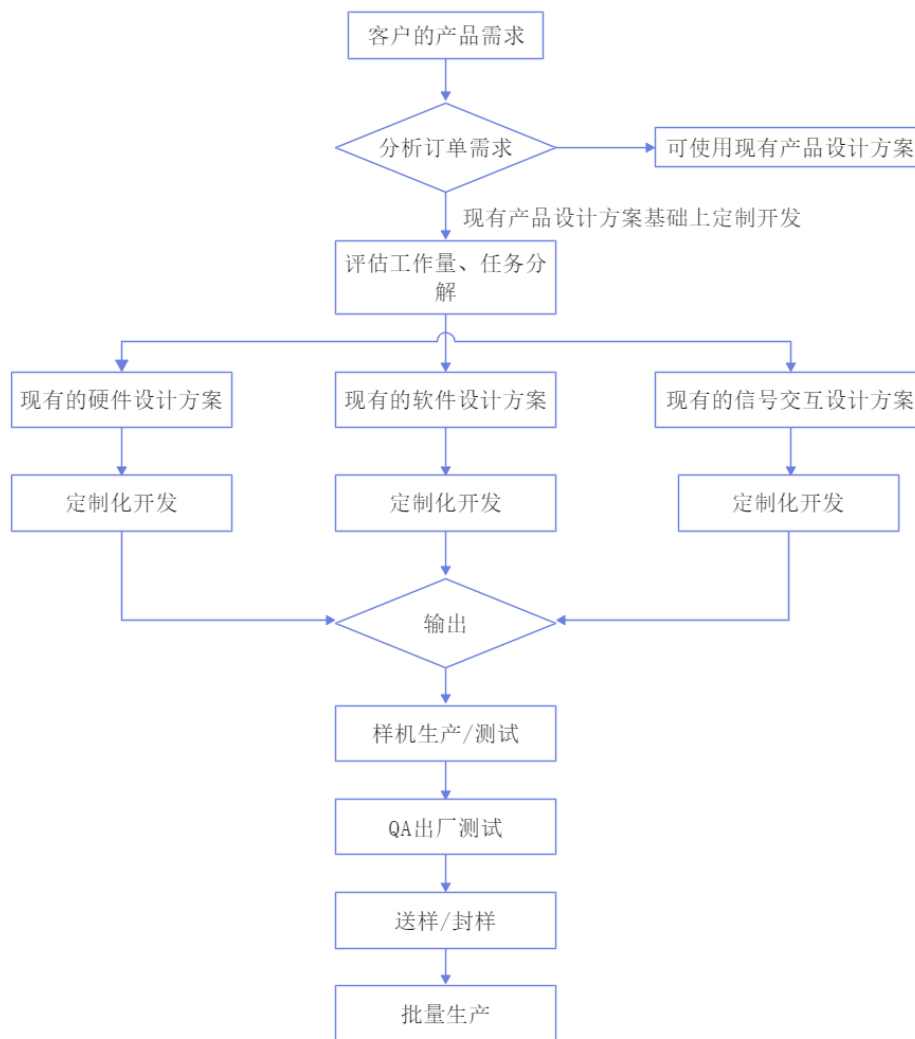 客户的产品需求
分析订单需求
可使用现有产品设计方案
现有产品设计方案基础上定制开发
评估工作量、任务分
解
现有的硬件设计方案
现有的软件设计方案
现有的信号交互设计方案
定制化开发
定制化开发
定制化开发
输出
样机生产/测试
QA出厂测试
送样/封样
批量生产